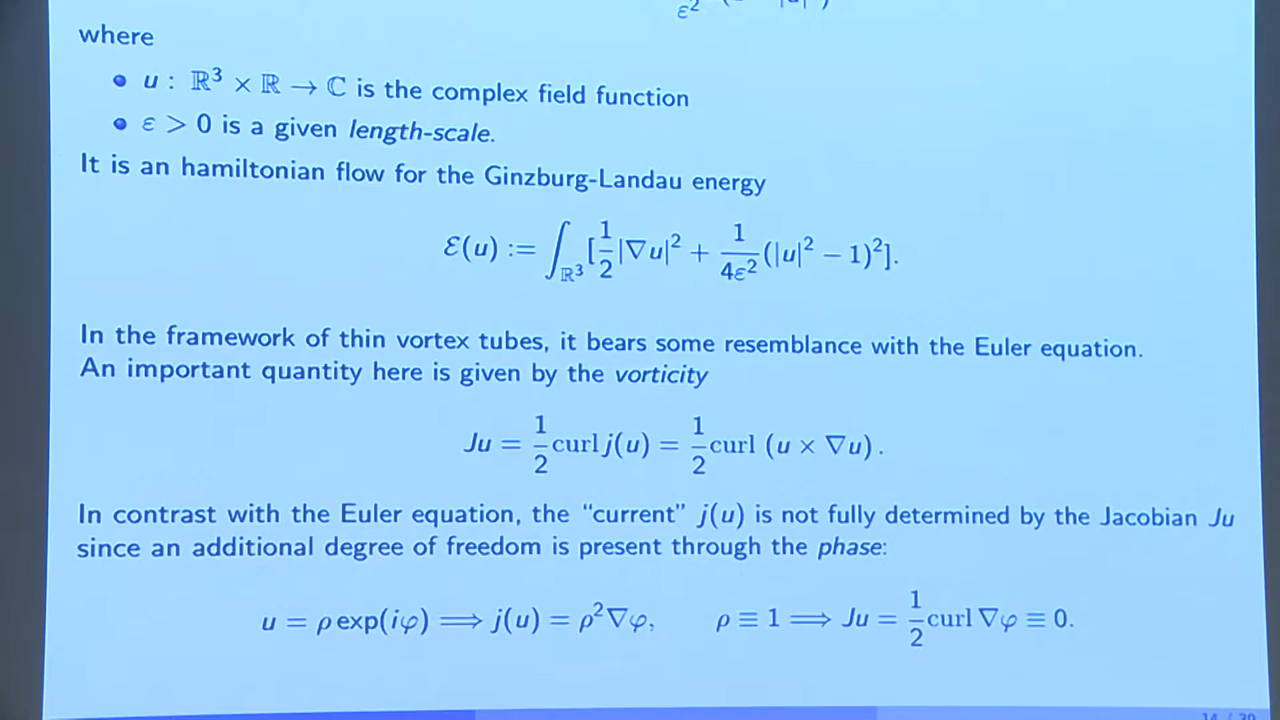 ε²
where
u : ℝ³ × ℝ → ℂ is the complex field function
ε > 0 is a given length-scale.
It is an hamiltonian flow for the Ginzburg-Landau energy
ℰ(u) := ∫_{ℝ³} [½|∇u|² + 1/(4ε²) (|u|² − 1)²].
In the framework of thin vortex tubes, it bears some resemblance with the Euler equation.
An important quantity here is given by the vorticity
Ju = ½ curl j(u) = ½ curl (u × ∇u).
In contrast with the Euler equation, the “current” j(u) is not fully determined by the Jacobian Ju
since an additional degree of freedom is present through the phase:
u = ρ exp(iφ) ⟹ j(u) = ρ²∇φ, ρ ≡ 1 ⟹ Ju = ½ curl ∇φ ≡ 0.